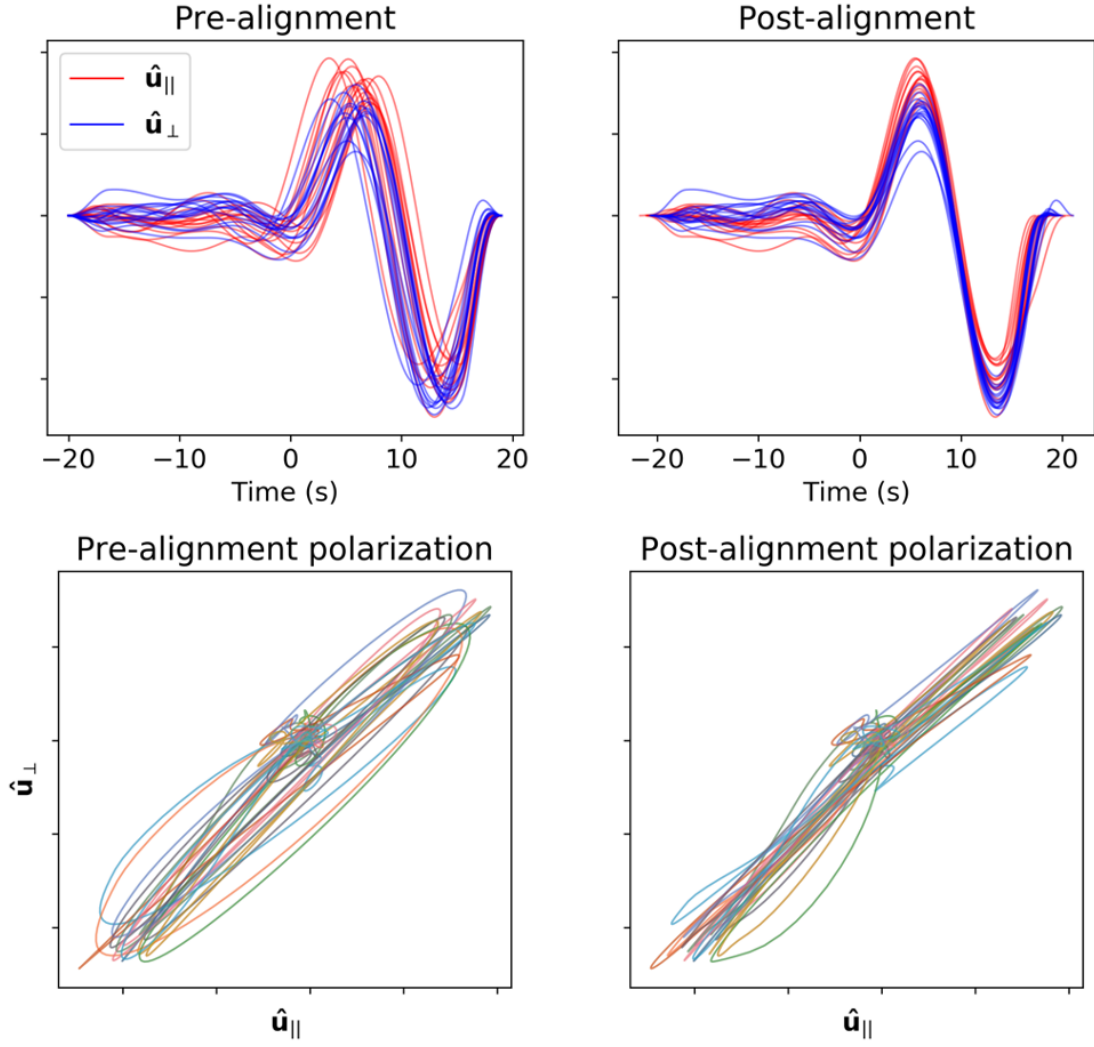 Pre-alignment
Post-alignment
û||
û⊥
−20
−10
0
10
20
−20
−10
0
10
20
Time (s)
Time (s)
Pre-alignment polarization
Post-alignment polarization
û⊥
û||
û||